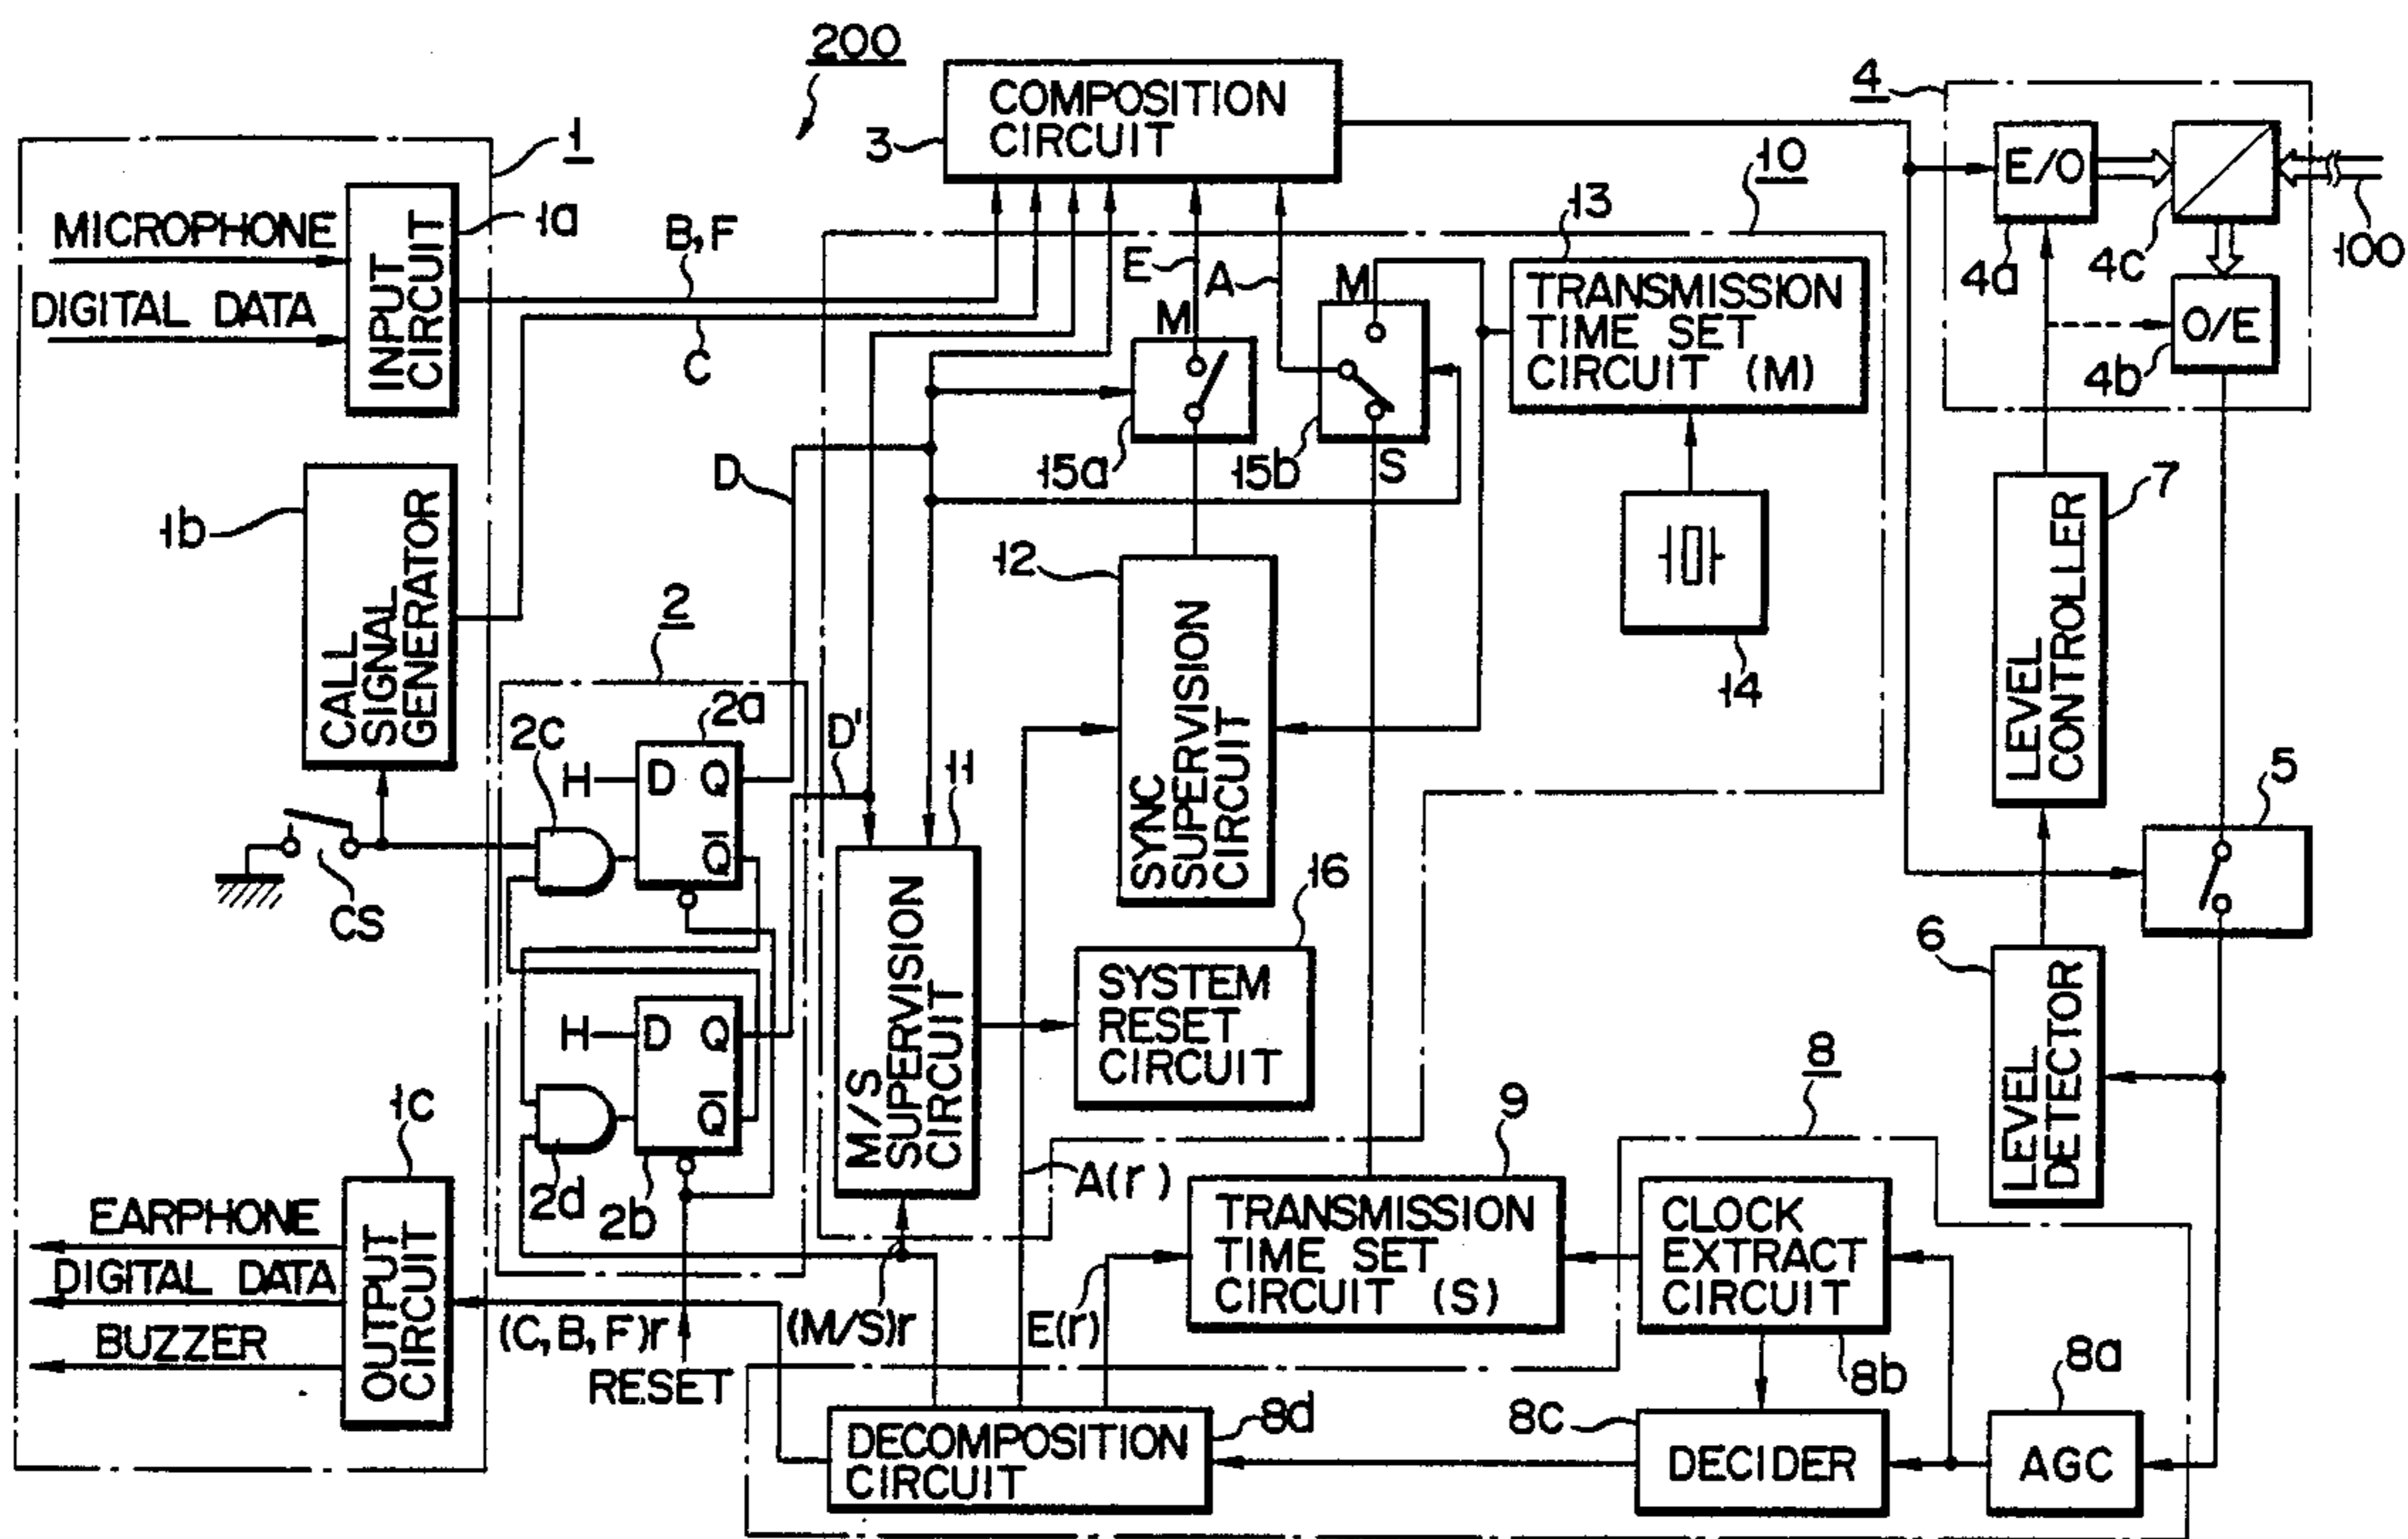 200
COMPOSITION
CIRCUIT
3
1
4
E/O
4a
4c
100
O/E
4b
MICROPHONE
DIGITAL DATA
INPUT
CIRCUIT
1a
B, F
C
10
13
E
A
M
M
TRANSMISSION
TIME SET
CIRCUIT (M)
15a
15b
S
D
1b
CALL
SIGNAL
GENERATOR
12
SYNC
SUPERVISION
CIRCUIT
14
LEVEL
CONTROLLER
7
2
2a
2c
H
D
Q
Q̄
D'
11
5
CS
M/S
SUPERVISION
CIRCUIT
16
SYSTEM
RESET
CIRCUIT
6
LEVEL
DETECTOR
H
D
Q
Q̄
2d
2b
8
9
A(r)
TRANSMISSION
TIME SET
CIRCUIT (S)
CLOCK
EXTRACT
CIRCUIT
1c
EARPHONE
DIGITAL DATA
BUZZER
OUTPUT
CIRCUIT
(C, B, F)r
RESET
(M/S)r
E(r)
8b
8a
8d
8c
DECOMPOSITION
CIRCUIT
DECIDER
AGC